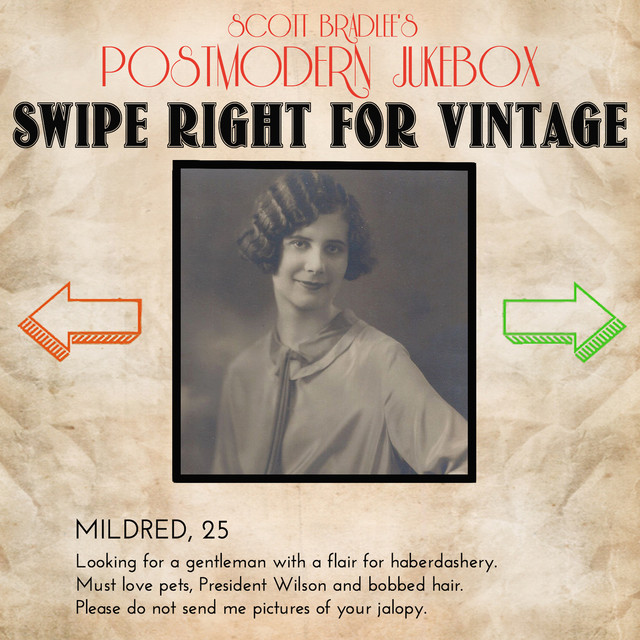 SCOTT BRADLEE'S
POSTMODERN JUKEBOX
SWIPE RIGHT FOR VINTAGE
MILDRED, 25
Looking for a gentleman with a flair for haberdashery.
Must love pets, President Wilson and bobbed hair.
Please do not send me pictures of your jalopy.